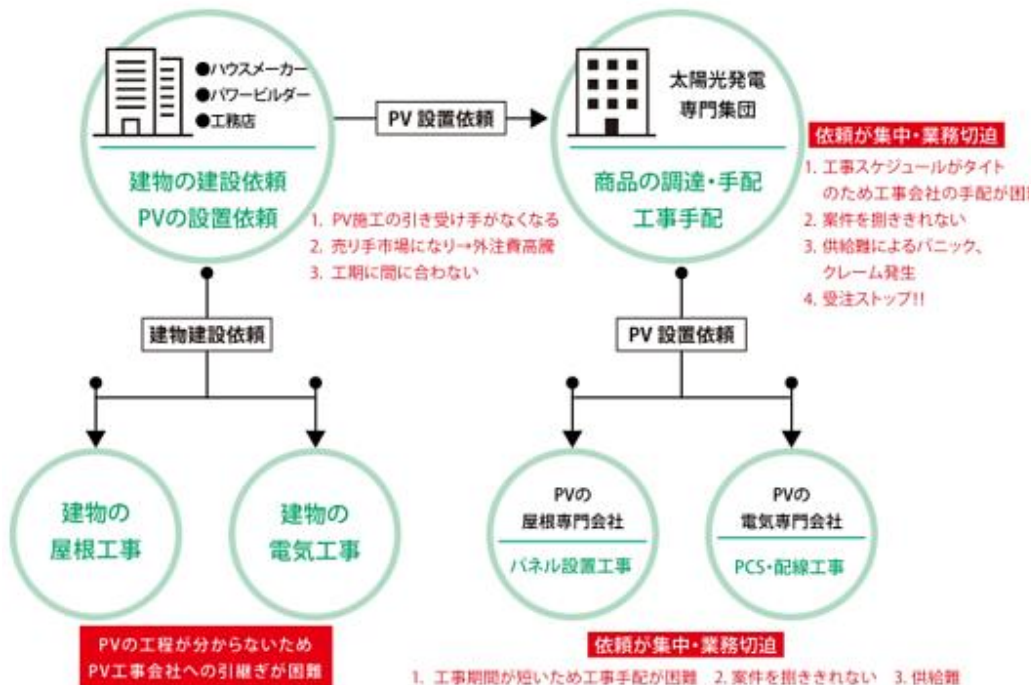 ●ハウスメーカー
●パワービルダー
●工務店
建物の建設依頼
PVの設置依頼
PV 設置依頼
太陽光発電
専門集団
商品の調達・手配
工事手配
1. PV施工の引き受け手がなくなる
2. 売り手市場になり→外注費高騰
3. 工期に間に合わない
依頼が集中・業務切迫
1. 工事スケジュールがタイト
のため工事会社の手配が困
2. 案件を捌ききれない
3. 供給難によるパニック、
クレーム発生
4. 受注ストップ!!
建物建設依頼
PV 設置依頼
建物の
屋根工事
建物の
電気工事
PVの
屋根専門会社
パネル設置工事
PVの
電気専門会社
PCS・配線工事
PVの工程が分からないため
PV工事会社への引継ぎが困難
依頼が集中・業務切迫
1. 工事期間が短いため工事手配が困難 2. 案件を捌ききれない 3. 供給難